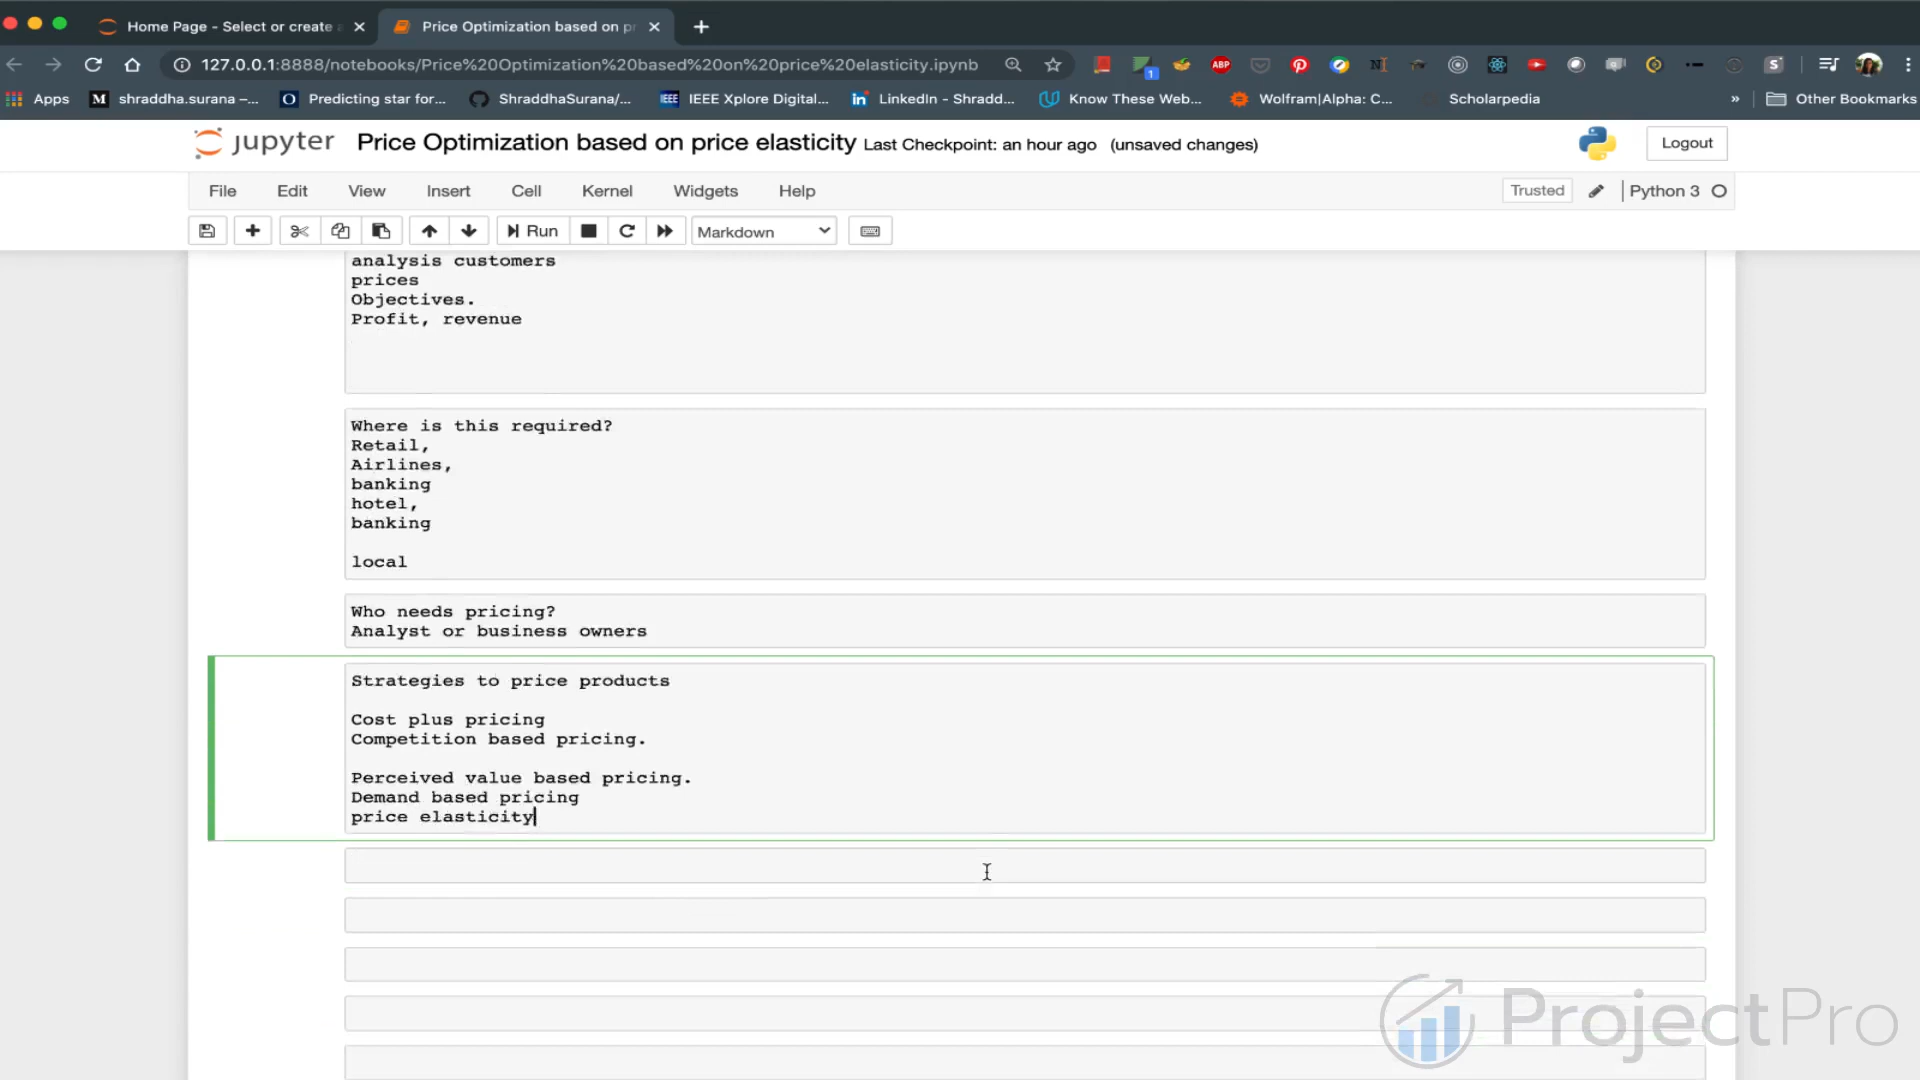 Home Page - Select or create a
Price Optimization based on pr
127.0.0.1:8888/notebooks/Price%20Optimization%20based%20on%20price%20elasticity.ipynb
1
ABP
S
Apps
M
shraddha.surana –...
Predicting star for...
ShraddhaSurana/...
IEEE
IEEE Xplore Digital...
in
LinkedIn - Shradd...
Know These Web...
Wolfram|Alpha: C...
Scholarpedia
»
Other Bookmarks
jupyter
Price Optimization based on price elasticity
Last Checkpoint: an hour ago
(unsaved changes)
Logout
File
Edit
View
Insert
Cell
Kernel
Widgets
Help
Trusted
Python 3
Run
Markdown
analysis customers
prices
Objectives.
Profit, revenue
Where is this required?
Retail,
Airlines,
banking
hotel,
banking
local
Who needs pricing?
Analyst or business owners
Strategies to price products
Cost plus pricing
Competition based pricing.
Perceived value based pricing.
Demand based pricing
price elasticity
ProjectPro